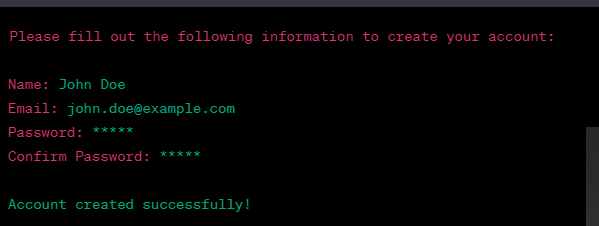 Please fill out the following information to create your account:
Name: John Doe
Email: john.doe@example.com
Password: *****
Confirm Password: *****
Account created successfully!